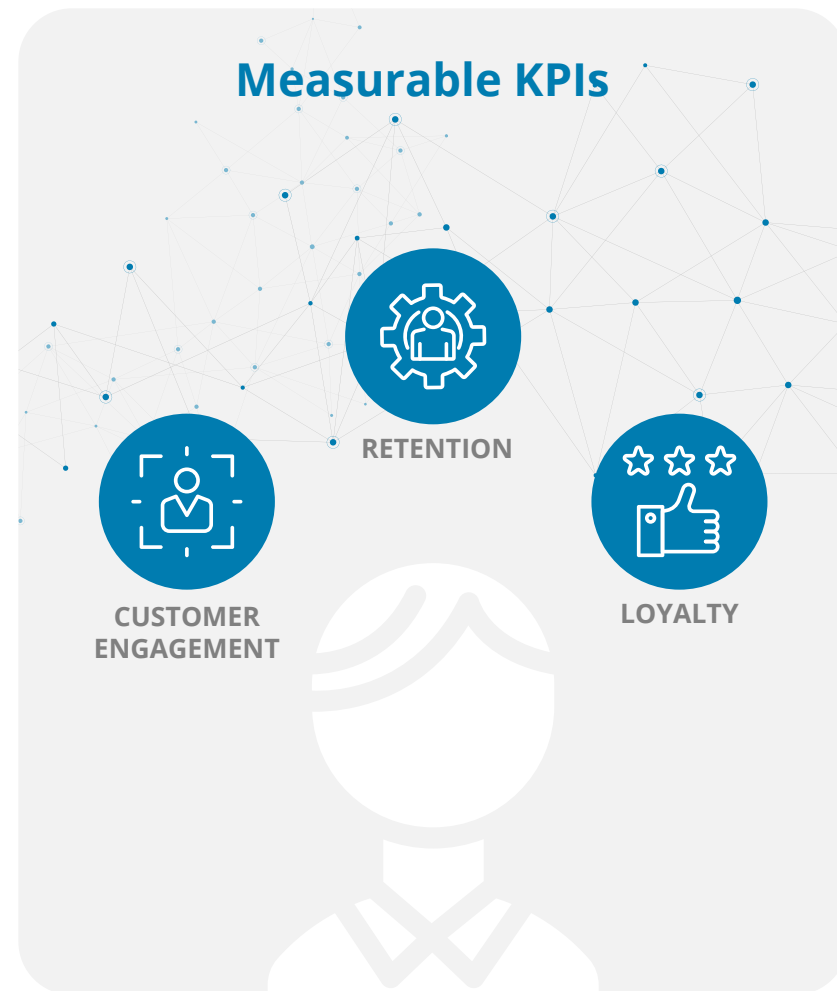 Measurable KPIs
RETENTION
CUSTOMER
ENGAGEMENT
LOYALTY